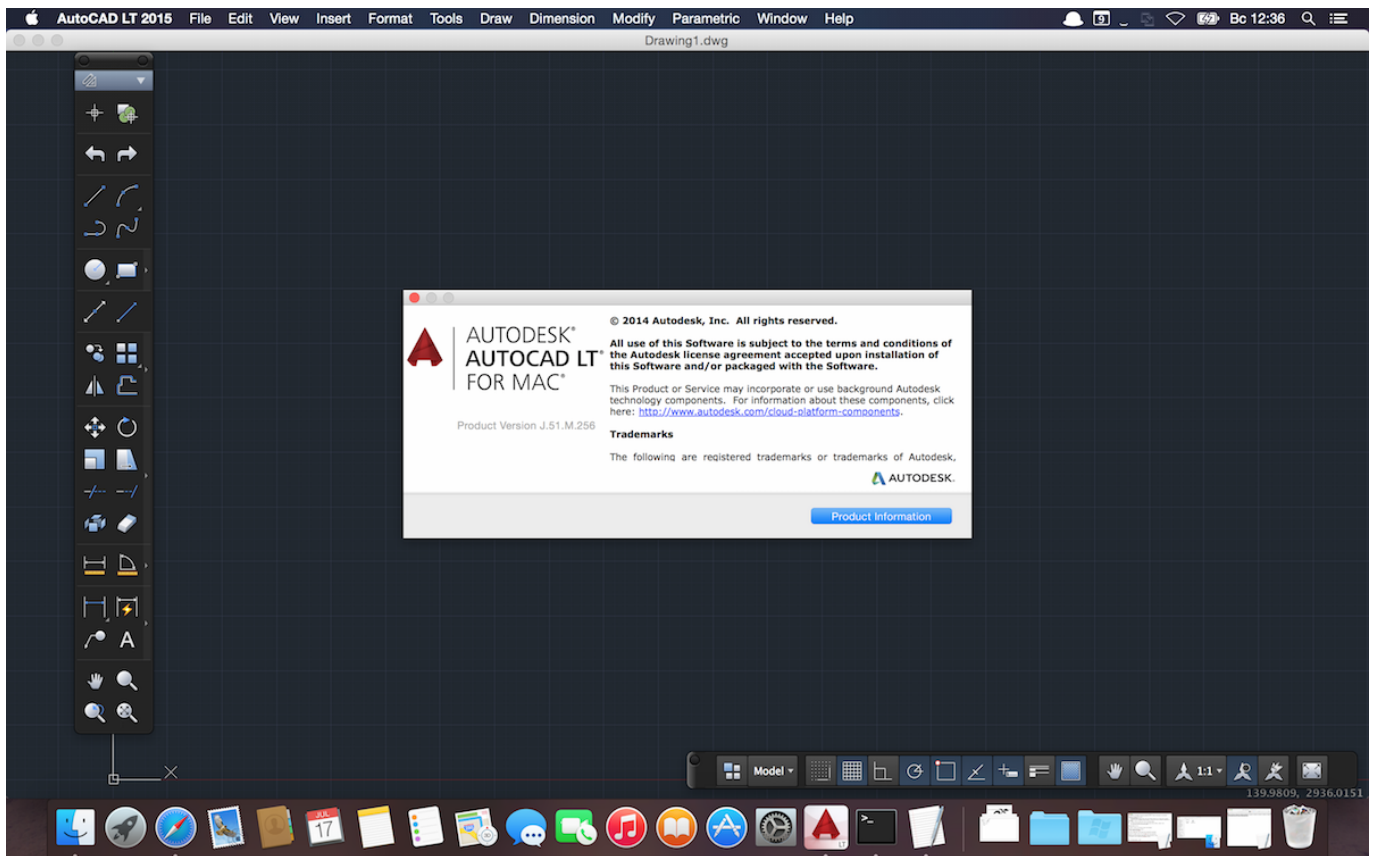 AutoCAD LT 2015 File Edit View Insert Format Tools Draw Dimension Modify Parametric Window Help 9 Вс 12:36
Drawing1.dwg
AUTODESK®
AUTOCAD LT®
FOR MAC®
Product Version J.51.M.256
© 2014 Autodesk, Inc. All rights reserved.
All use of this Software is subject to the terms and conditions of
the Autodesk license agreement accepted upon installation of
this Software and/or packaged with the Software.
This Product or Service may incorporate or use background Autodesk
technology components. For information about these components, click
here: http://www.autodesk.com/cloud-platform-components.
Trademarks
The following are registered trademarks or trademarks of Autodesk,
AUTODESK.
Product Information
A
X
Model 1:1
139.9809, 2936.0151
JUL
17
LT